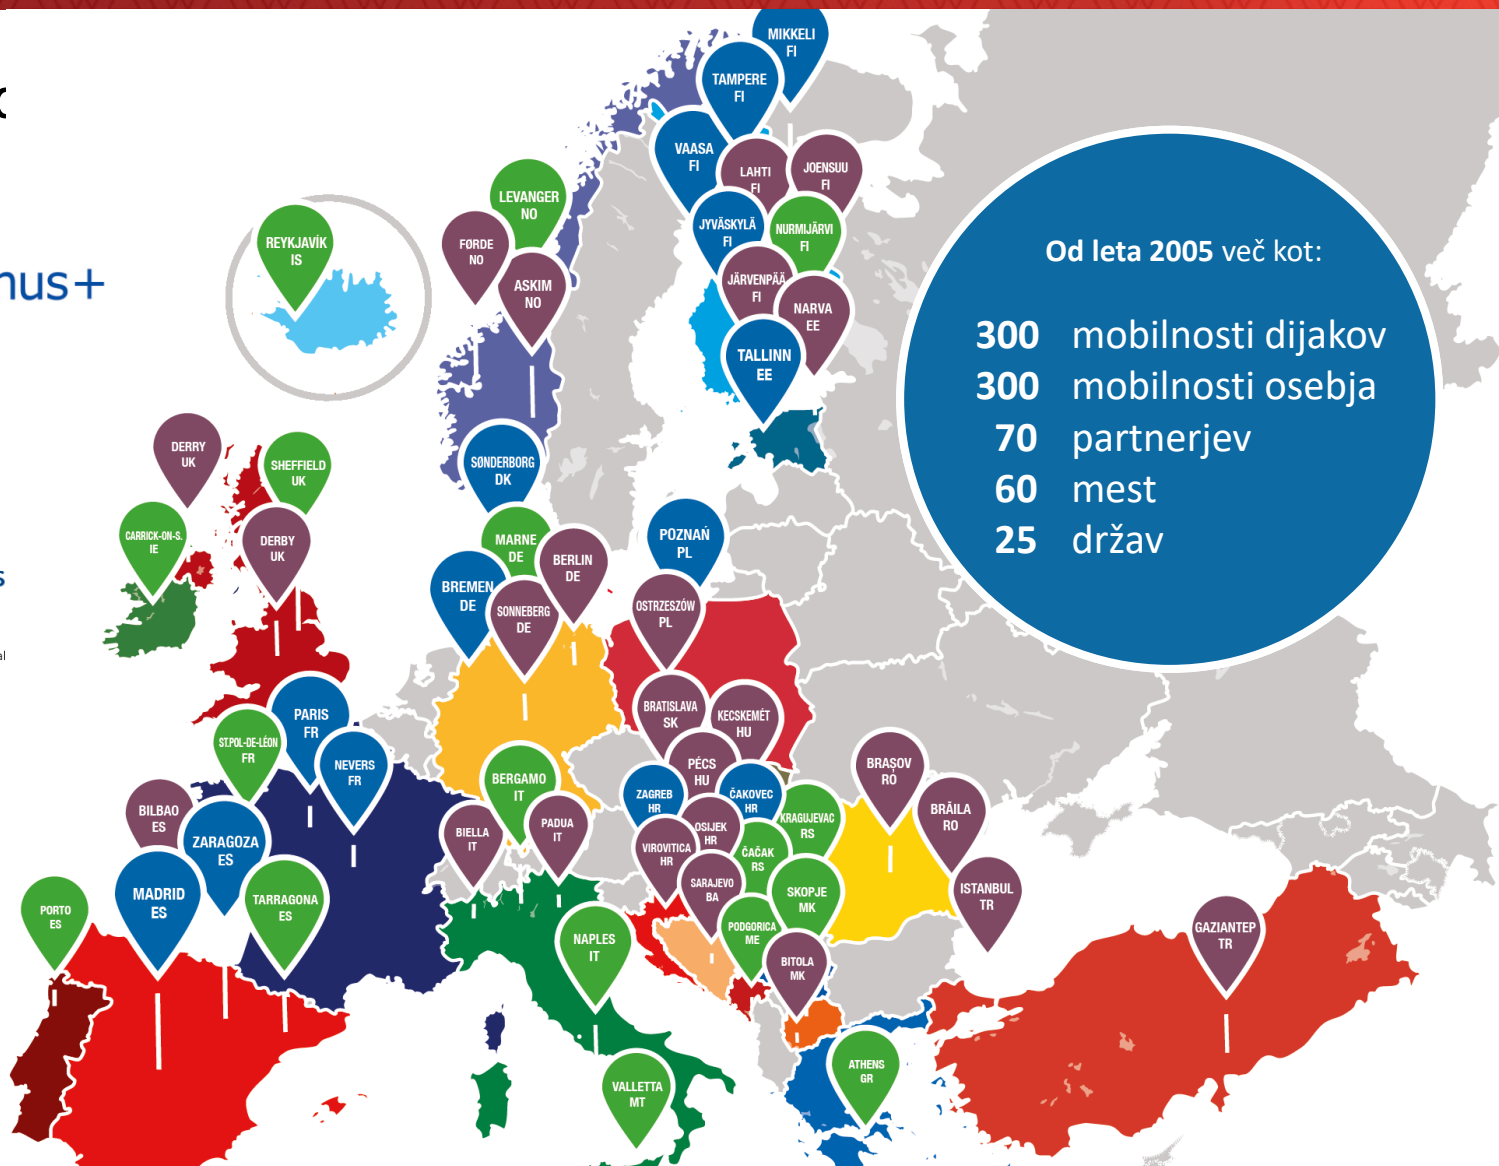 MIKKELI
FI
TAMPERE
FI
VAASA
FI
LAHTI
FI
JOENSUU
FI
LEVANGER
NO
JYVÄSKYLÄ
FI
NURMIJÄRVI
FI
FØRDE
NO
REYKJAVÍK
IS
ASKIM
NO
JÄRVENPÄÄ
FI
NARVA
EE
TALLINN
EE
Od leta 2005 več kot:
300 mobilnosti dijakov
300 mobilnosti osebja
70 partnerjev
60 mest
25 držav
nus+
DERRY
UK
SHEFFIELD
UK
SØNDERBORG
DK
CARRICK-ON-S.
IE
DERBY
UK
MARNE
DE
BERLIN
DE
POZNAŃ
PL
BREMEN
DE
SONNEBERG
DE
OSTRZESZÓW
PL
s
al
PARIS
FR
BRATISLAVA
SK
KECSKEMÉT
HU
ST.POL-DE-LÉON
FR
NEVERS
FR
BERGAMO
IT
PÉCS
HU
BRAȘOV
RO
ZAGREB
HR
ČAKOVEC
HR
BILBAO
ES
ZARAGOZA
ES
BIELLA
IT
PADUA
IT
OSIJEK
HR
KRAGUJEVAC
RS
BRĂILA
RO
VIROVITICA
HR
ČAČAK
RS
MADRID
ES
TARRAGONA
ES
SARAJEVO
BA
SKOPJE
MK
ISTANBUL
TR
PORTO
ES
NAPLES
IT
PODGORICA
ME
GAZIANTEP
TR
BITOLA
MK
VALLETTA
MT
ATHENS
GR